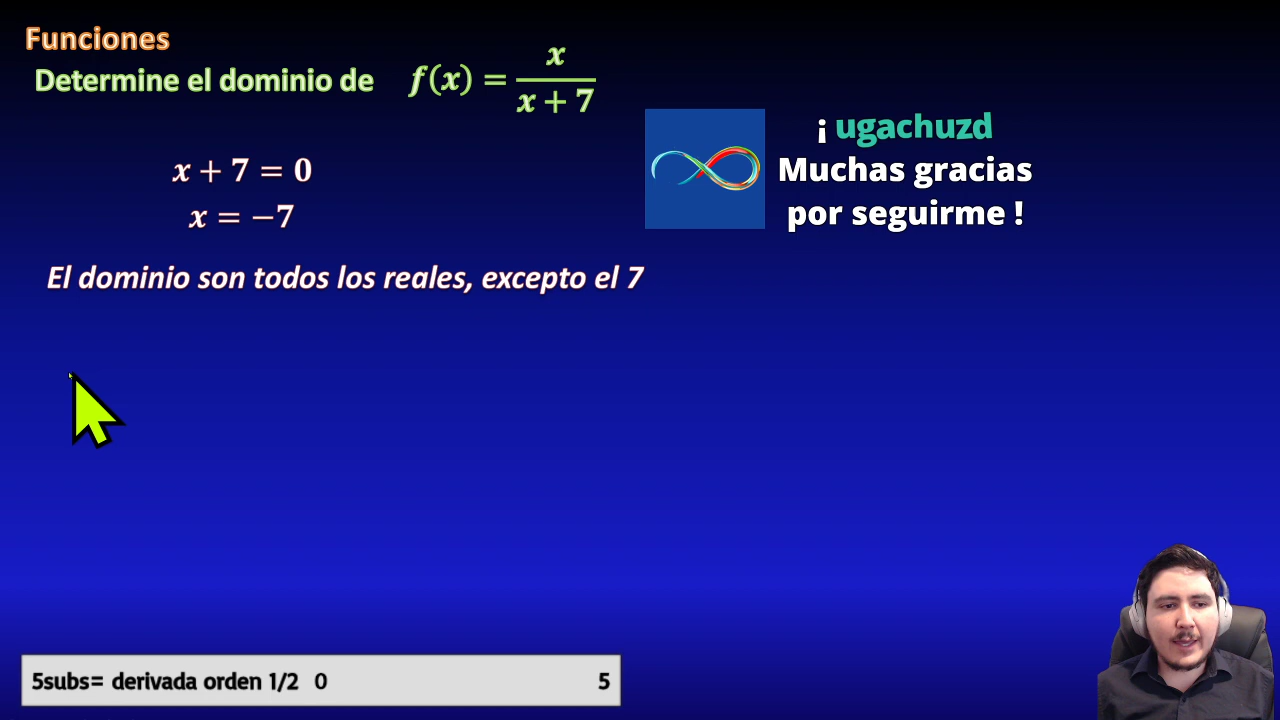 Funciones
Determine el dominio de f(x) = x / (x + 7)
x + 7 = 0
x = −7
El dominio son todos los reales, excepto el 7
¡ ugachuzd
Muchas gracias
por seguirme !
5subs= derivada orden 1/2 0 5